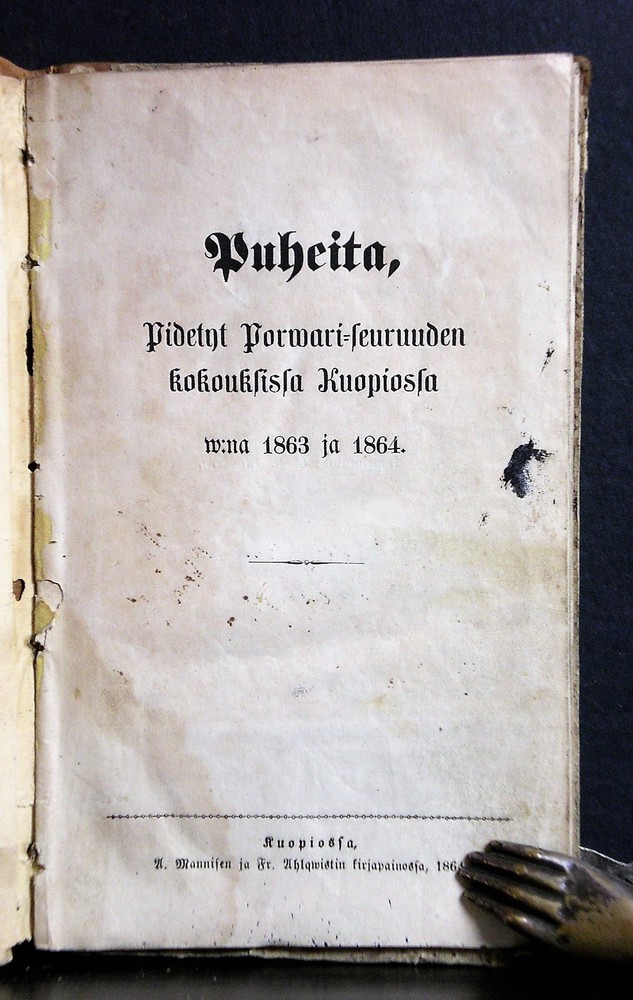 Puheita,
Pidetyt Porwari-seuruuden
kokouksissa Kuopiossa
w:na 1863 ja 1864.
Kuopiossa,
A. Mannisen ja Fr. Ahlqwistin kirjapainossa,